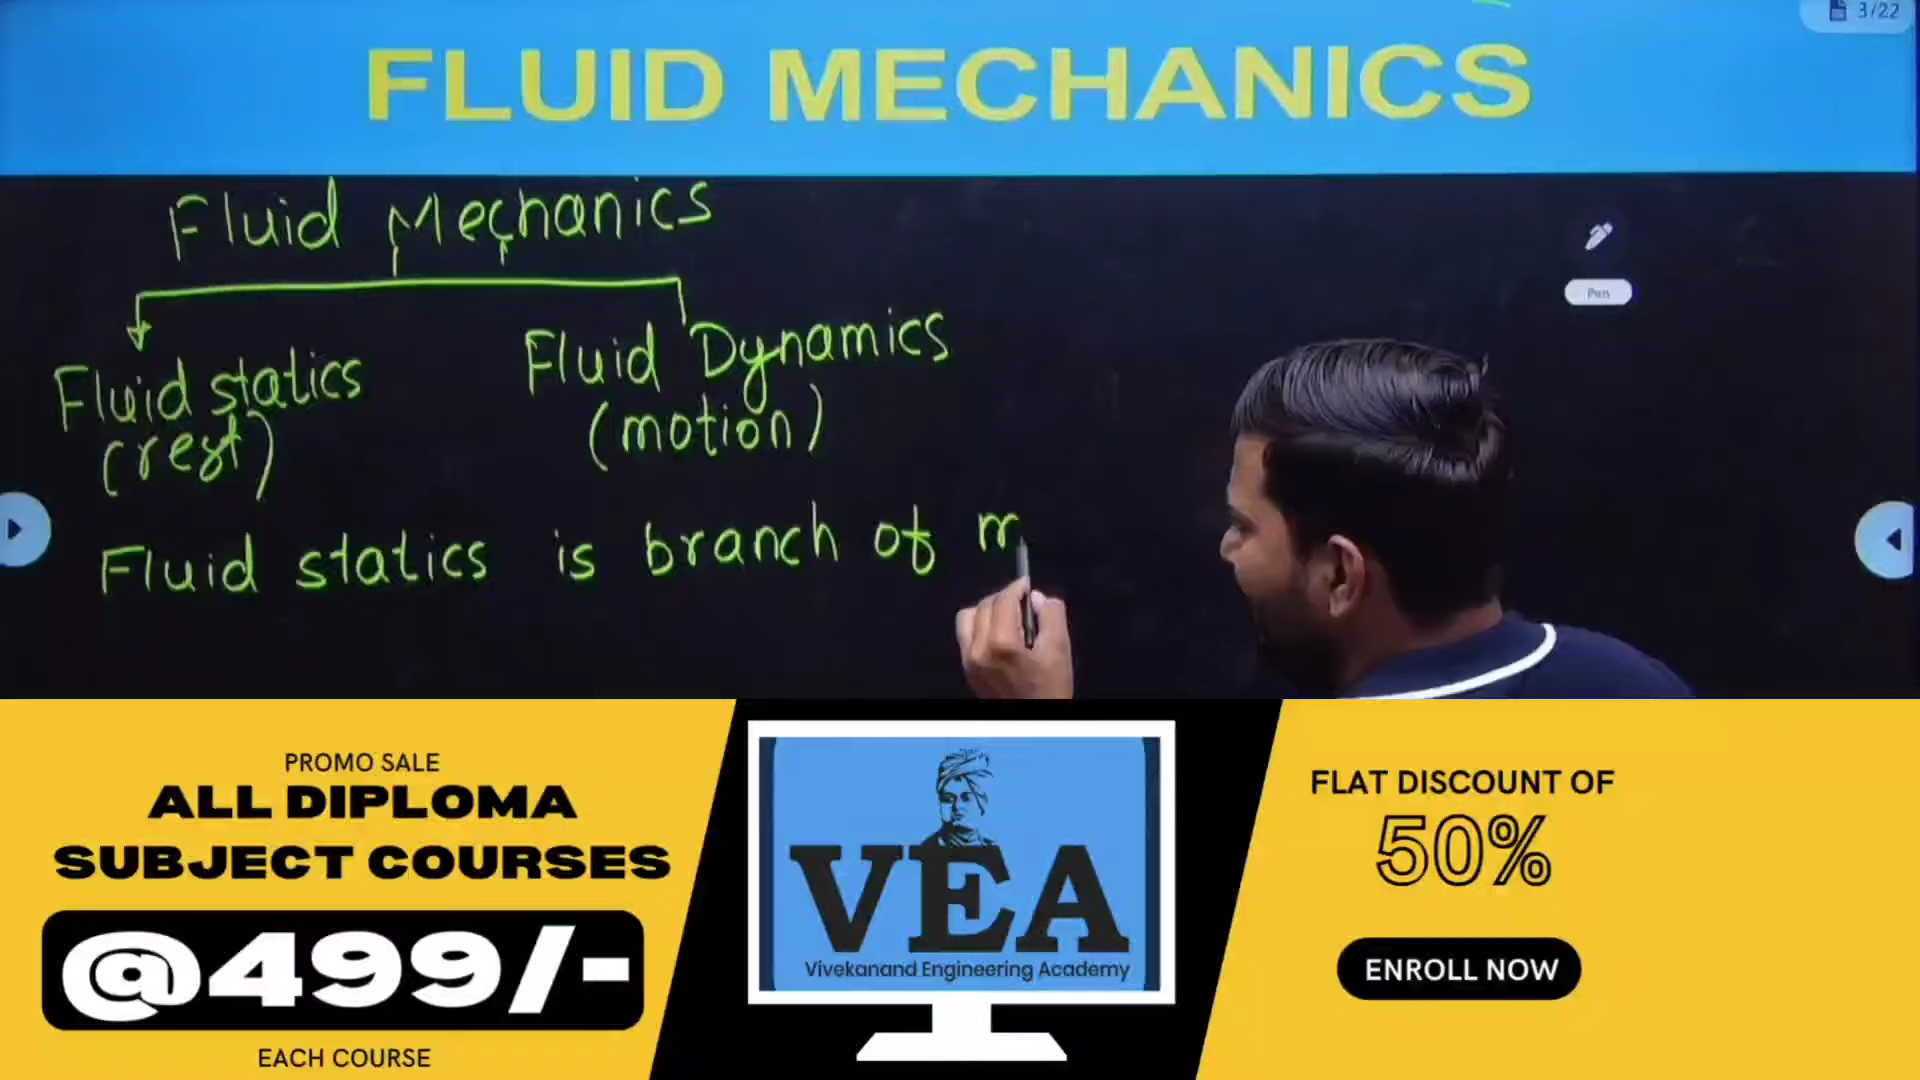 3/22
FLUID MECHANICS
Fluid Mechanics
Fluid statics
(rest)
Fluid Dynamics
(motion)
Pen
Fluid statics is branch of m
PROMO SALE
ALL DIPLOMA
SUBJECT COURSES
@499/-
EACH COURSE
VEA
Vivekanand Engineering Academy
FLAT DISCOUNT OF
50%
ENROLL NOW